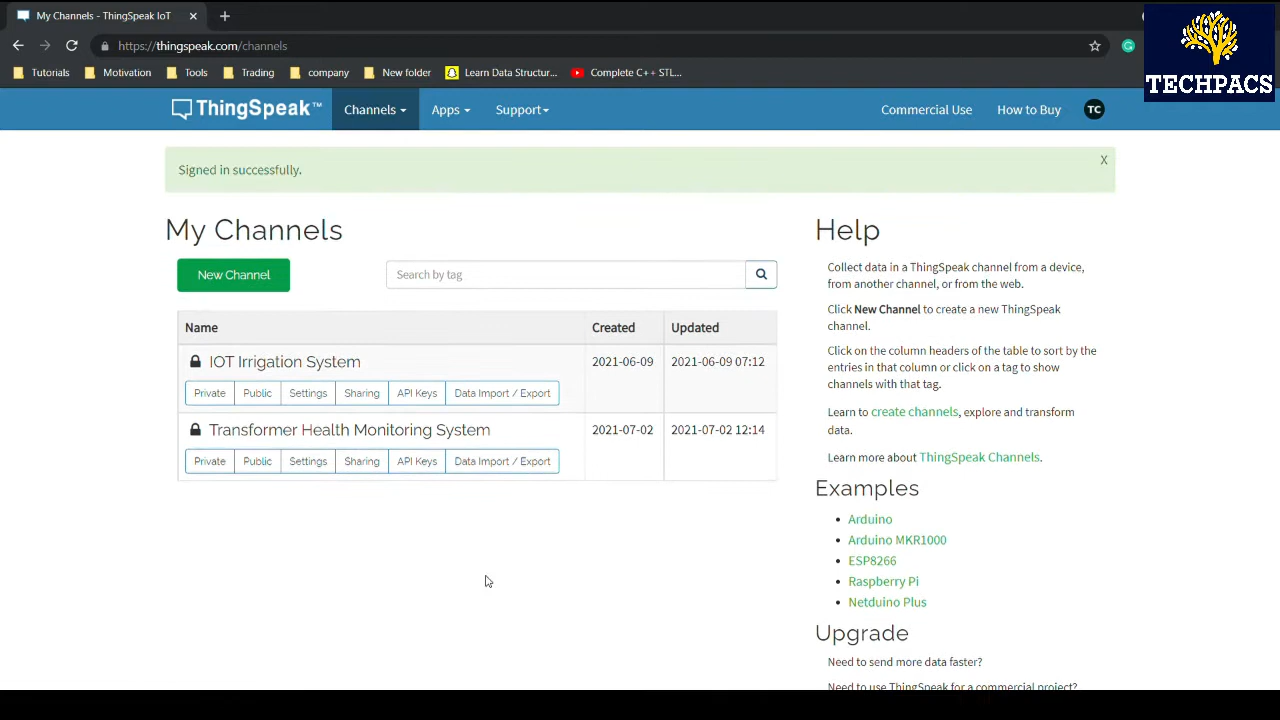 My Channels - ThingSpeak IoT
https://thingspeak.com/channels
Tutorials Motivation Tools Trading company New folder Learn Data Structur... Complete C++ STL...
TECHPACS
ThingSpeak™ Channels Apps Support Commercial Use How to Buy TC
Signed in successfully. X
My Channels
New Channel Search by tag
Name Created Updated
IOT Irrigation System 2021-06-09 2021-06-09 07:12
Private Public Settings Sharing API Keys Data Import / Export
Transformer Health Monitoring System 2021-07-02 2021-07-02 12:14
Private Public Settings Sharing API Keys Data Import / Export
Help
Collect data in a ThingSpeak channel from a device,
from another channel, or from the web.
Click New Channel to create a new ThingSpeak
channel.
Click on the column headers of the table to sort by the
entries in that column or click on a tag to show
channels with that tag.
Learn to create channels, explore and transform
data.
Learn more about ThingSpeak Channels.
Examples
Arduino
Arduino MKR1000
ESP8266
Raspberry Pi
Netduino Plus
Upgrade
Need to send more data faster?
Need to use ThingSpeak for a commercial project?